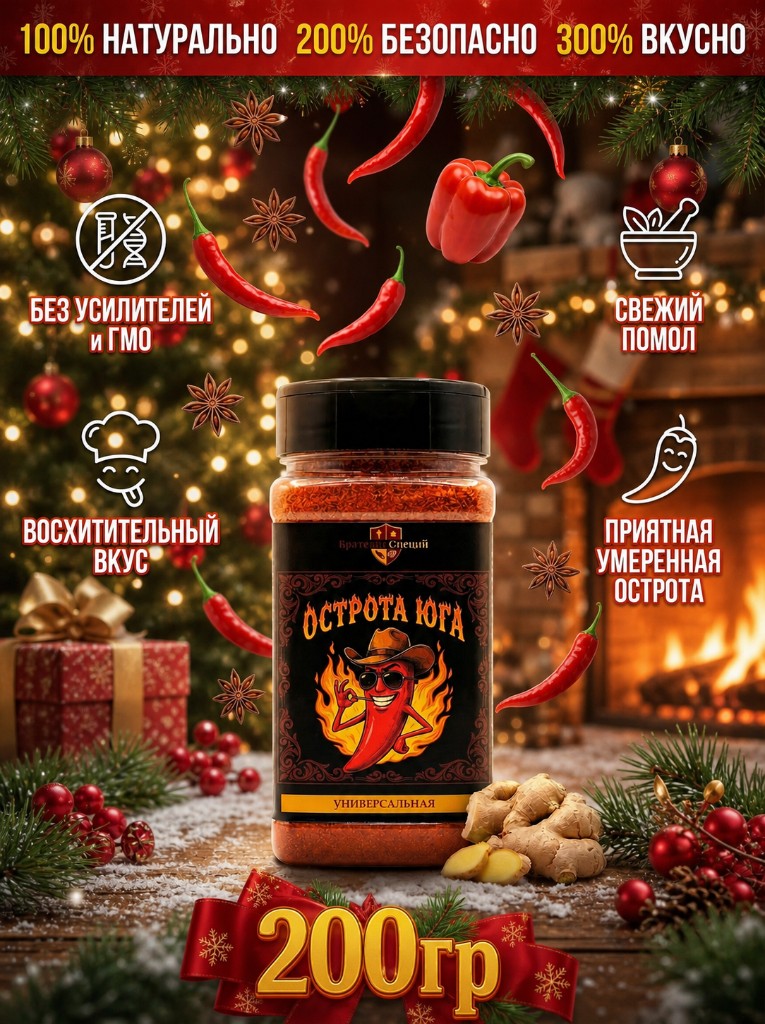 100% НАТУРАЛЬНО 200% БЕЗОПАСНО 300% ВКУСНО
БЕЗ УСИЛИТЕЛЕЙ
и ГМО
СВЕЖИЙ
ПОМОЛ
ВОСХИТИТЕЛЬНЫЙ
ВКУС
ПРИЯТНАЯ
УМЕРЕННАЯ
ОСТРОТА
Братство Специй
ОСТРОТА ЮГА
УНИВЕРСАЛЬНАЯ
200гр